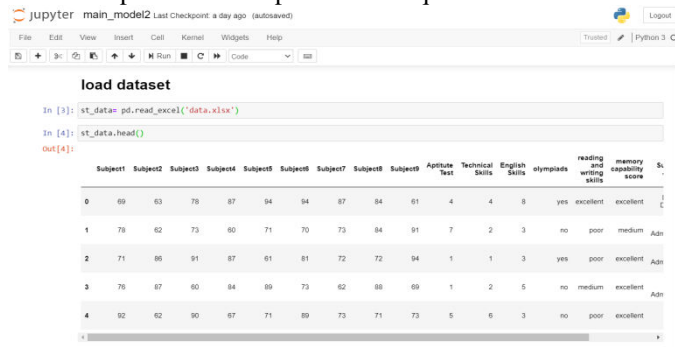 jupyter main_model2 Last Checkpoint: a day ago (autosaved)
Logout
File Edit View Insert Cell Kernel Widgets Help
Trusted Python 3
Run Code
load dataset
In [3]: st_data= pd.read_excel('data.xlsx')
In [4]: st_data.head()
Out[4]:
Subject1 Subject2 Subject3 Subject4 Subject5 Subject6 Subject7 Subject8 Subject9 Aptitute Test Technical Skills English Skills olympiads reading and writing skills memory capability score
0 69 63 78 87 94 94 87 84 61 4 4 8 yes excellent excellent
1 78 62 73 60 71 70 73 84 91 7 2 3 no poor medium Adn
2 71 86 91 87 61 81 72 72 94 1 1 3 yes poor excellent Adn
3 76 87 60 84 89 73 62 88 69 1 2 5 no medium excellent Adn
4 92 62 90 67 71 89 73 71 73 5 6 3 no poor excellent